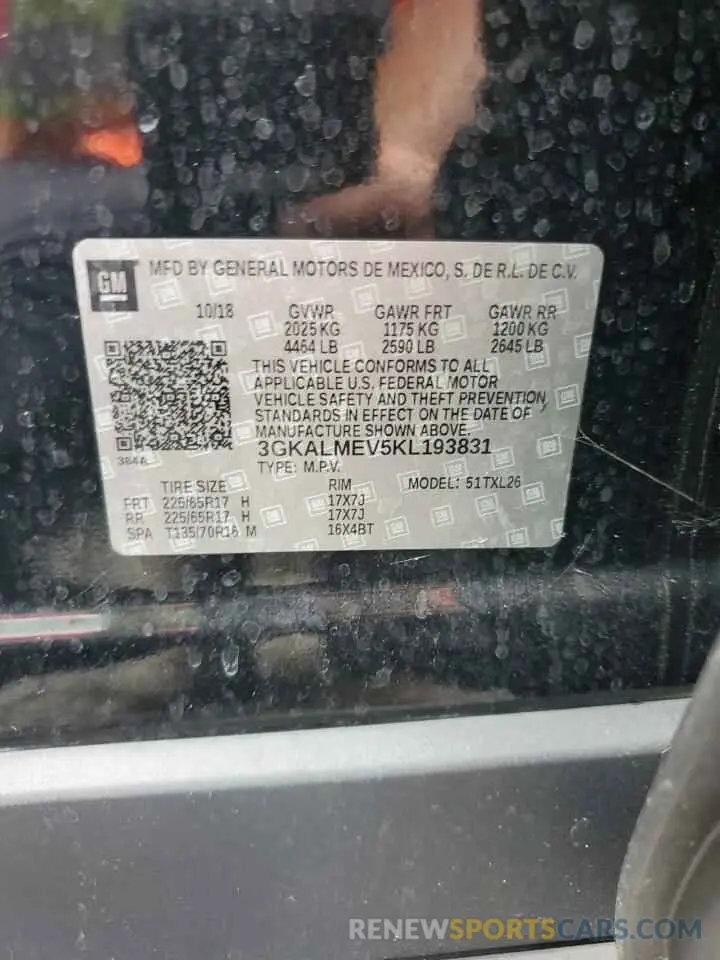 GM MFD BY GENERAL MOTORS DE MEXICO, S. DE R.L. DE C.V.
10/18 GVWR GAWR FRT GAWR RR
2025 KG 1175 KG 1200 KG
4464 LB 2590 LB 2645 LB
THIS VEHICLE CONFORMS TO ALL
APPLICABLE U.S. FEDERAL MOTOR
VEHICLE SAFETY AND THEFT PREVENTION
STANDARDS IN EFFECT ON THE DATE OF
MANUFACTURE SHOWN ABOVE.
384A 3GKALMEV5KL193831
TYPE: M.P.V.
TIRE SIZE RIM MODEL: 51TXL26
FRT 225/65R17 H 17X7J
RR 225/65R17 H 17X7J
SPA T135/70R16 M 16X4BT
RENEWSPORTSCARS.COM